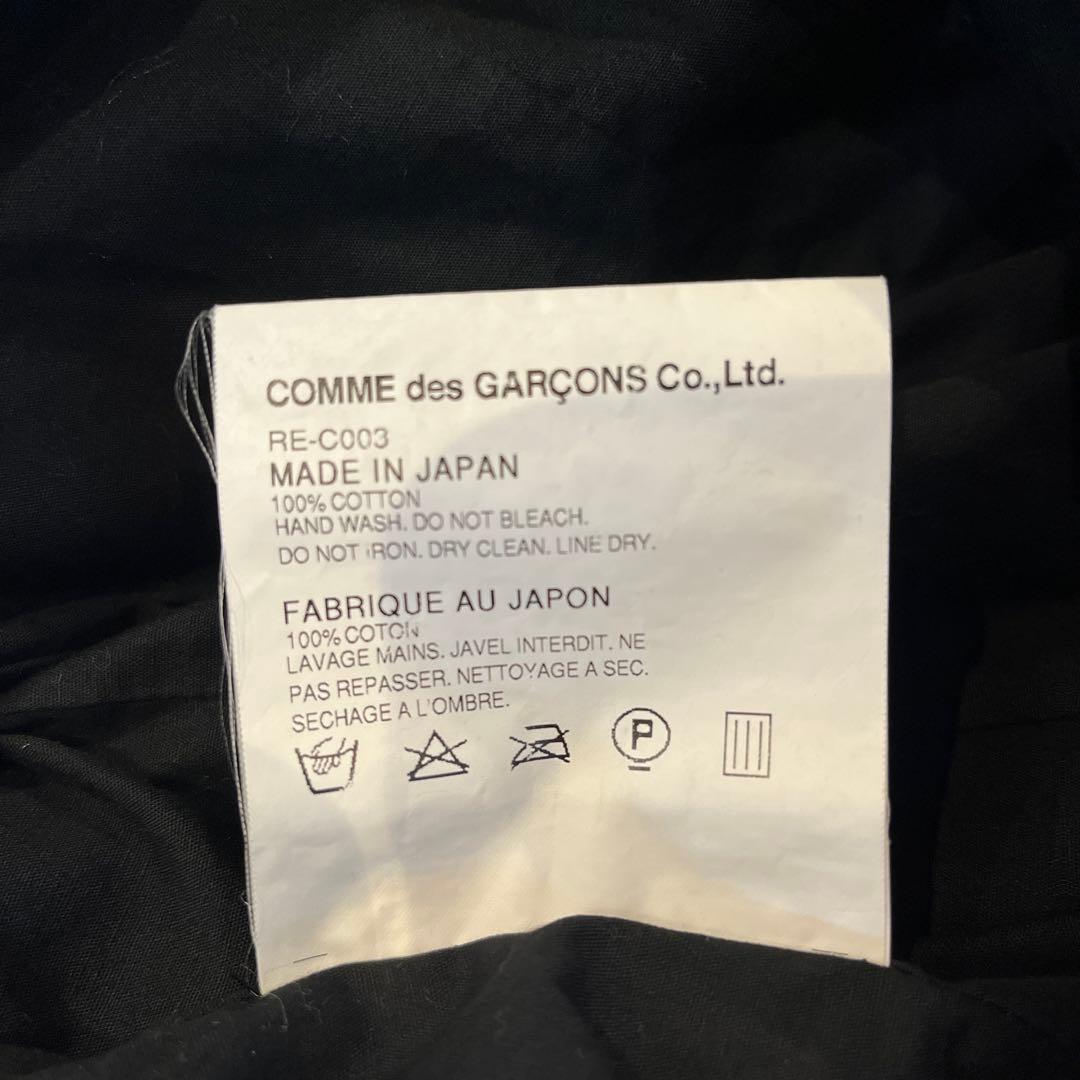 COMME des GARÇONS Co.,Ltd.
RE-C003
MADE IN JAPAN
100% COTTON
HAND WASH. DO NOT BLEACH.
DO NOT IRON. DRY CLEAN. LINE DRY.
FABRIQUE AU JAPON
100% COTON
LAVAGE MAINS. JAVEL INTERDIT. NE
PAS REPASSER. NETTOYAGE A SEC.
SECHAGE A L'OMBRE.
P